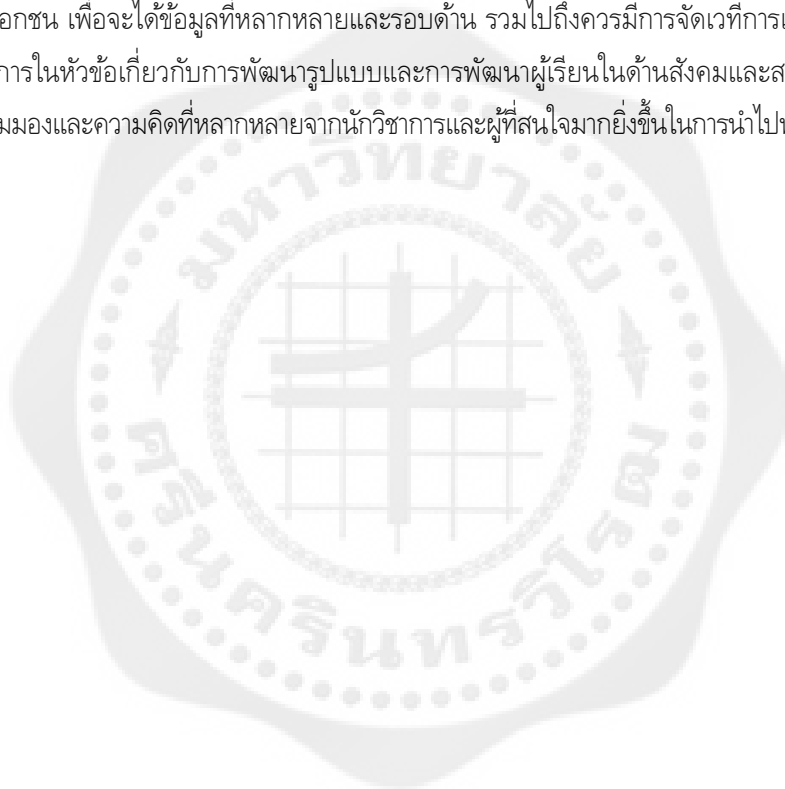 อกชน เพื่อจะได้ข้อมูลที่หลากหลายและรอบด้าน รวมไปถึงควรมีการจัดเวทีการเ
การในหัวข้อเกี่ยวกับการพัฒนารูปแบบและการพัฒนาผู้เรียนในด้านสังคมและส
มมองและความคิดที่หลากหลายจากนักวิชาการและผู้ที่สนใจมากยิ่งขึ้นในการนำไป
มหาวิทยาลัย
ศรีนครินทรวิโรฒ